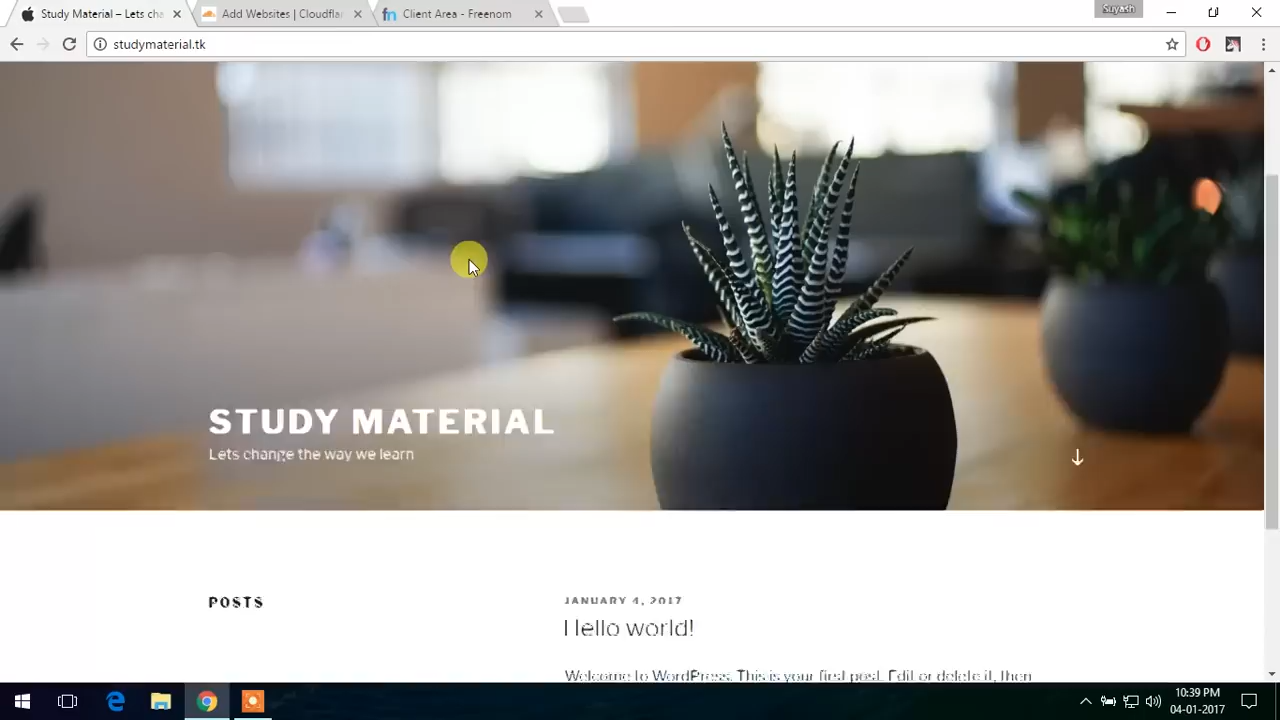 Study Material – Lets cha
Add Websites | Cloudflar
Client Area - Freenom
Suyash
studymaterial.tk
STUDY MATERIAL
Lets change the way we learn
POSTS
JANUARY 4, 2017
Hello world!
Welcome to WordPress. This is your first post. Edit or delete it, then
10:39 PM
04-01-2017